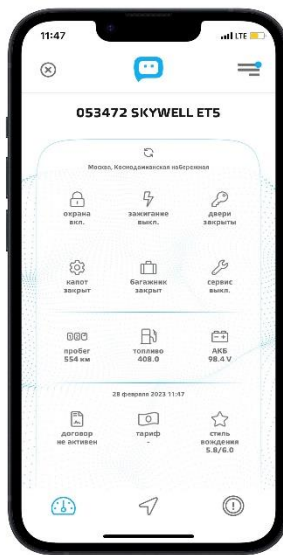 11:47
LTE
053472 SKYWELL ET5
Москва, Космодамианская набережная
охрана
вкл.
зажигание
выкл.
двери
закрыты
капот
закрыт
багажник
закрыт
сервис
выкл.
пробег
554 км
топливо
408.0
АКБ
98.4 V
28 февраля 2023 11:47
договор
не активен
тариф
-
стиль
вождения
5.8/6.0